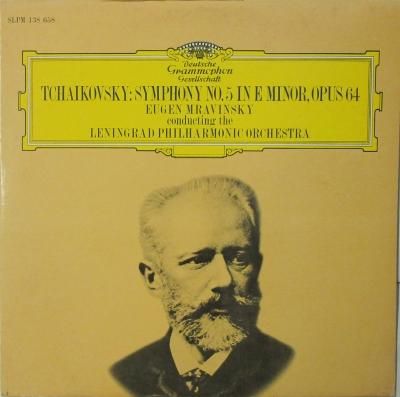 SLPM 138 658
Deutsche
Grammophon
Gesellschaft
TCHAIKOVSKY: SYMPHONY NO. 5 IN E MINOR, OPUS 64
EUGEN MRAVINSKY
conducting the
LENINGRAD PHILHARMONIC ORCHESTRA